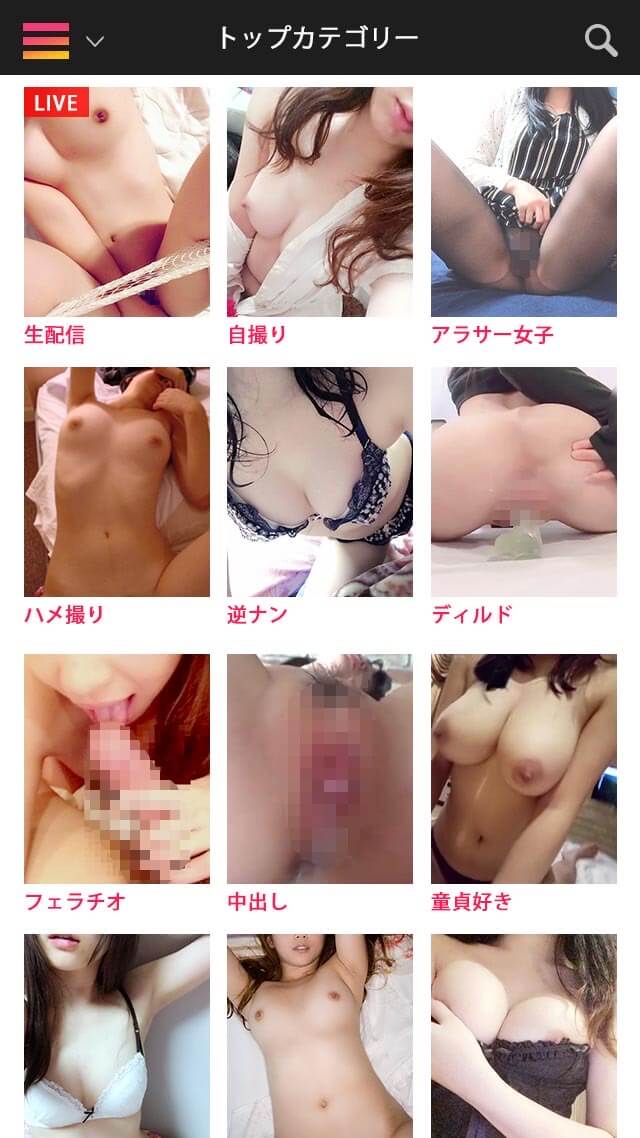 トップカテゴリー
LIVE
生配信
自撮り
アラサー女子
ハメ撮り
逆ナン
ディルド
フェラチオ
中出し
童貞好き